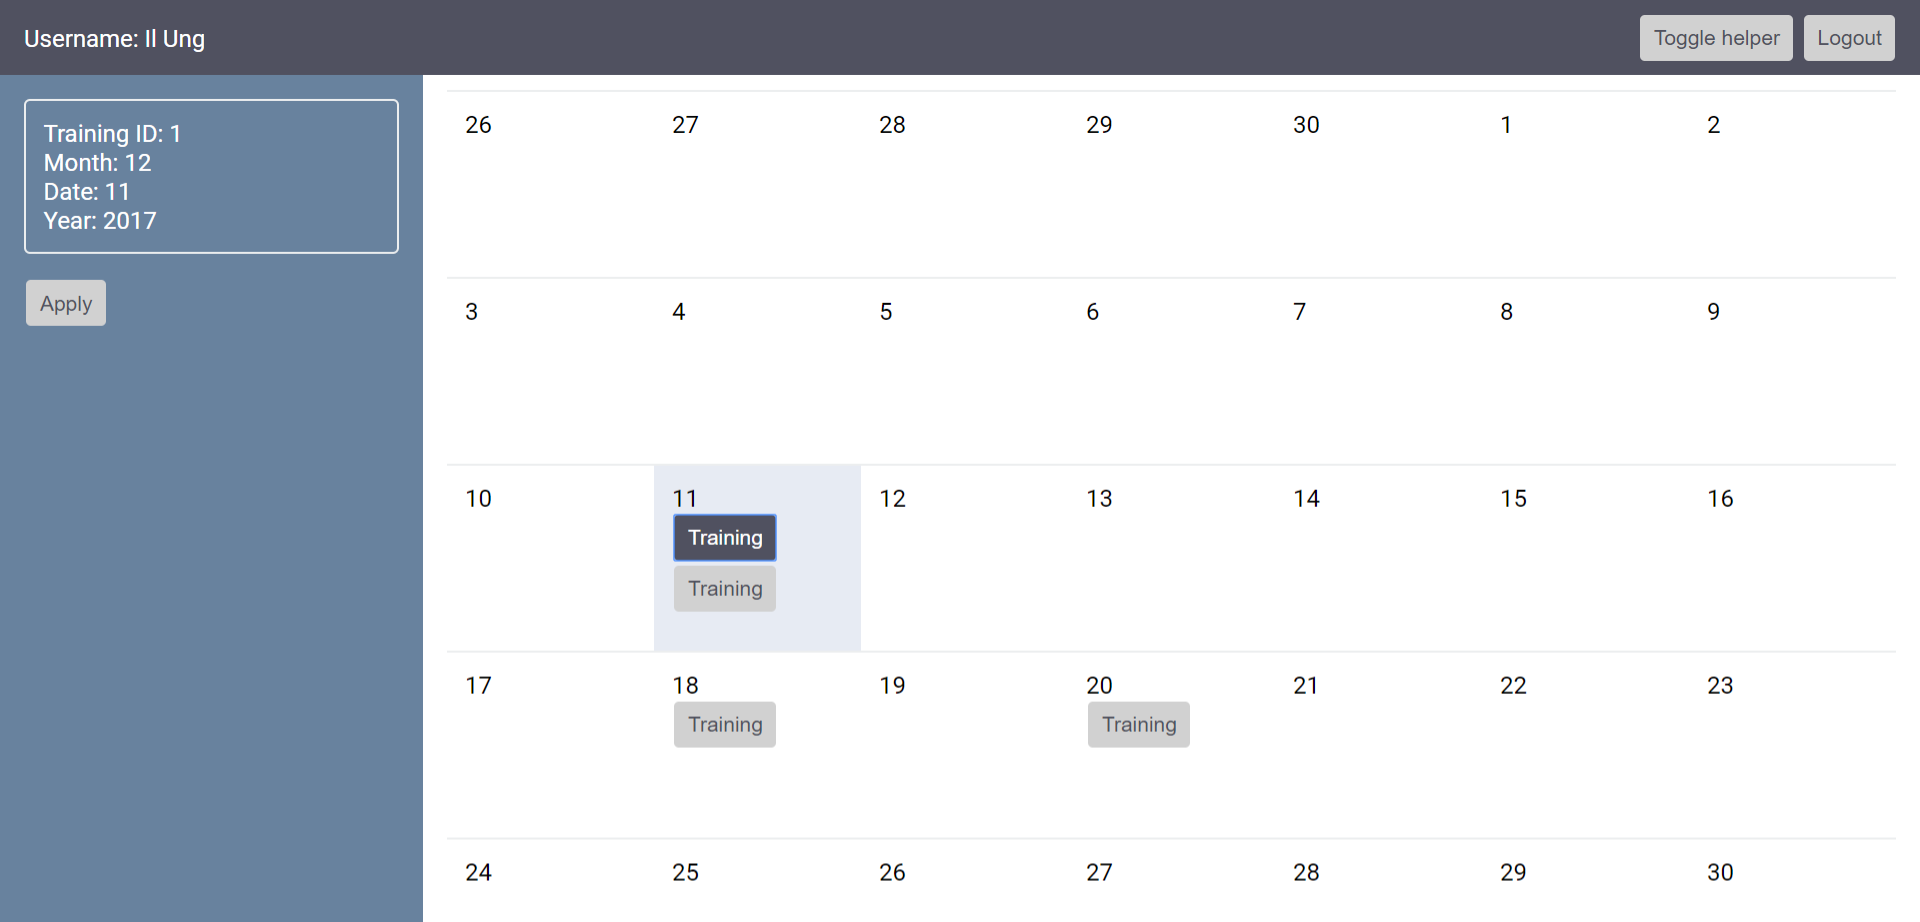 Username: Il Ung
Toggle helper
Logout
Training ID: 1
Month: 12
Date: 11
Year: 2017
Apply
26 27 28 29 30 1 2
3 4 5 6 7 8 9
10 11 12 13 14 15 16
Training
Training
17 18 19 20 21 22 23
Training Training
24 25 26 27 28 29 30